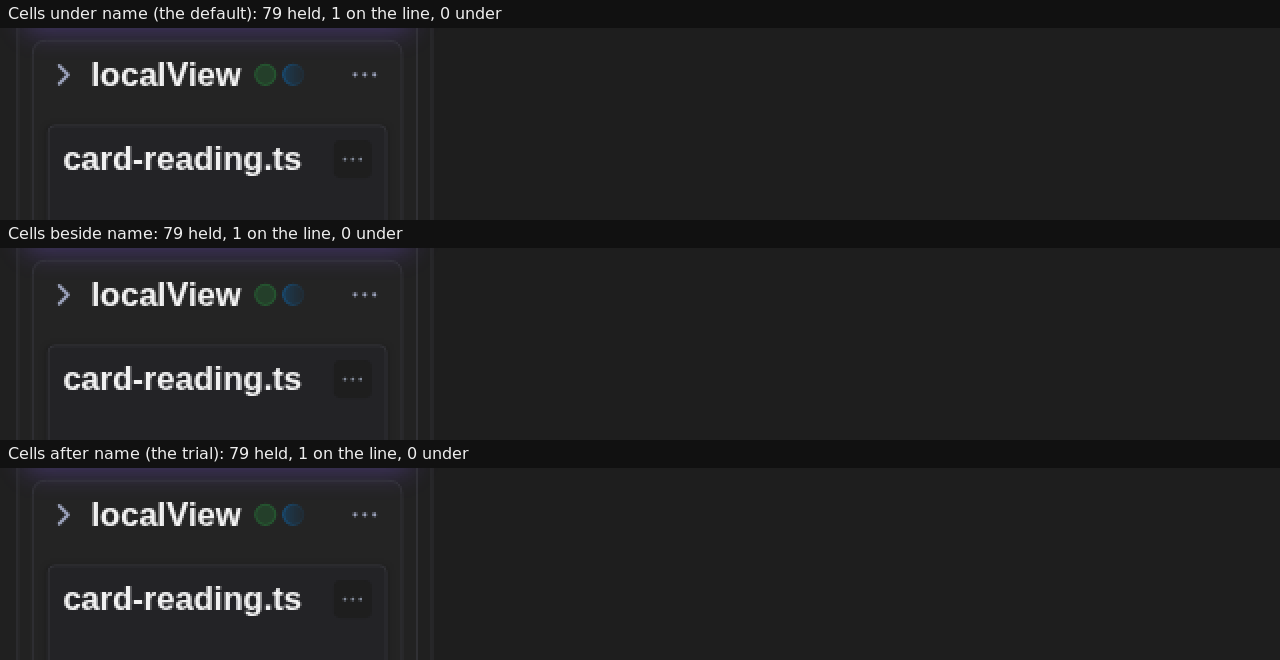 Cells under name (the default): 79 held, 1 on the line, 0 under
localView
card-reading.ts
Cells beside name: 79 held, 1 on the line, 0 under
localView
card-reading.ts
Cells after name (the trial): 79 held, 1 on the line, 0 under
localView
card-reading.ts